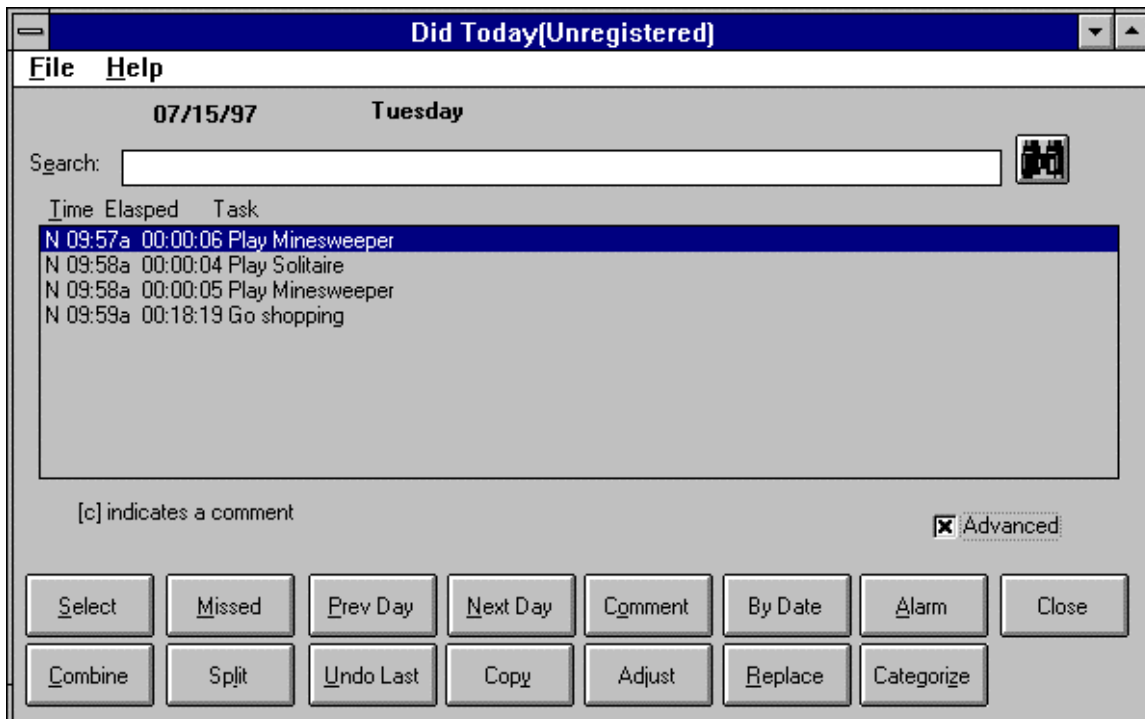 Did Today(Unregistered)
File Help
07/15/97 Tuesday
Search:
Time Elasped Task
N 09:57a 00:00:06 Play Minesweeper
N 09:58a 00:00:04 Play Solitaire
N 09:58a 00:00:05 Play Minesweeper
N 09:59a 00:18:19 Go shopping
[c] indicates a comment
Advanced
Select Missed Prev Day Next Day Comment By Date Alarm Close
Combine Split Undo Last Copy Adjust Replace Categorize